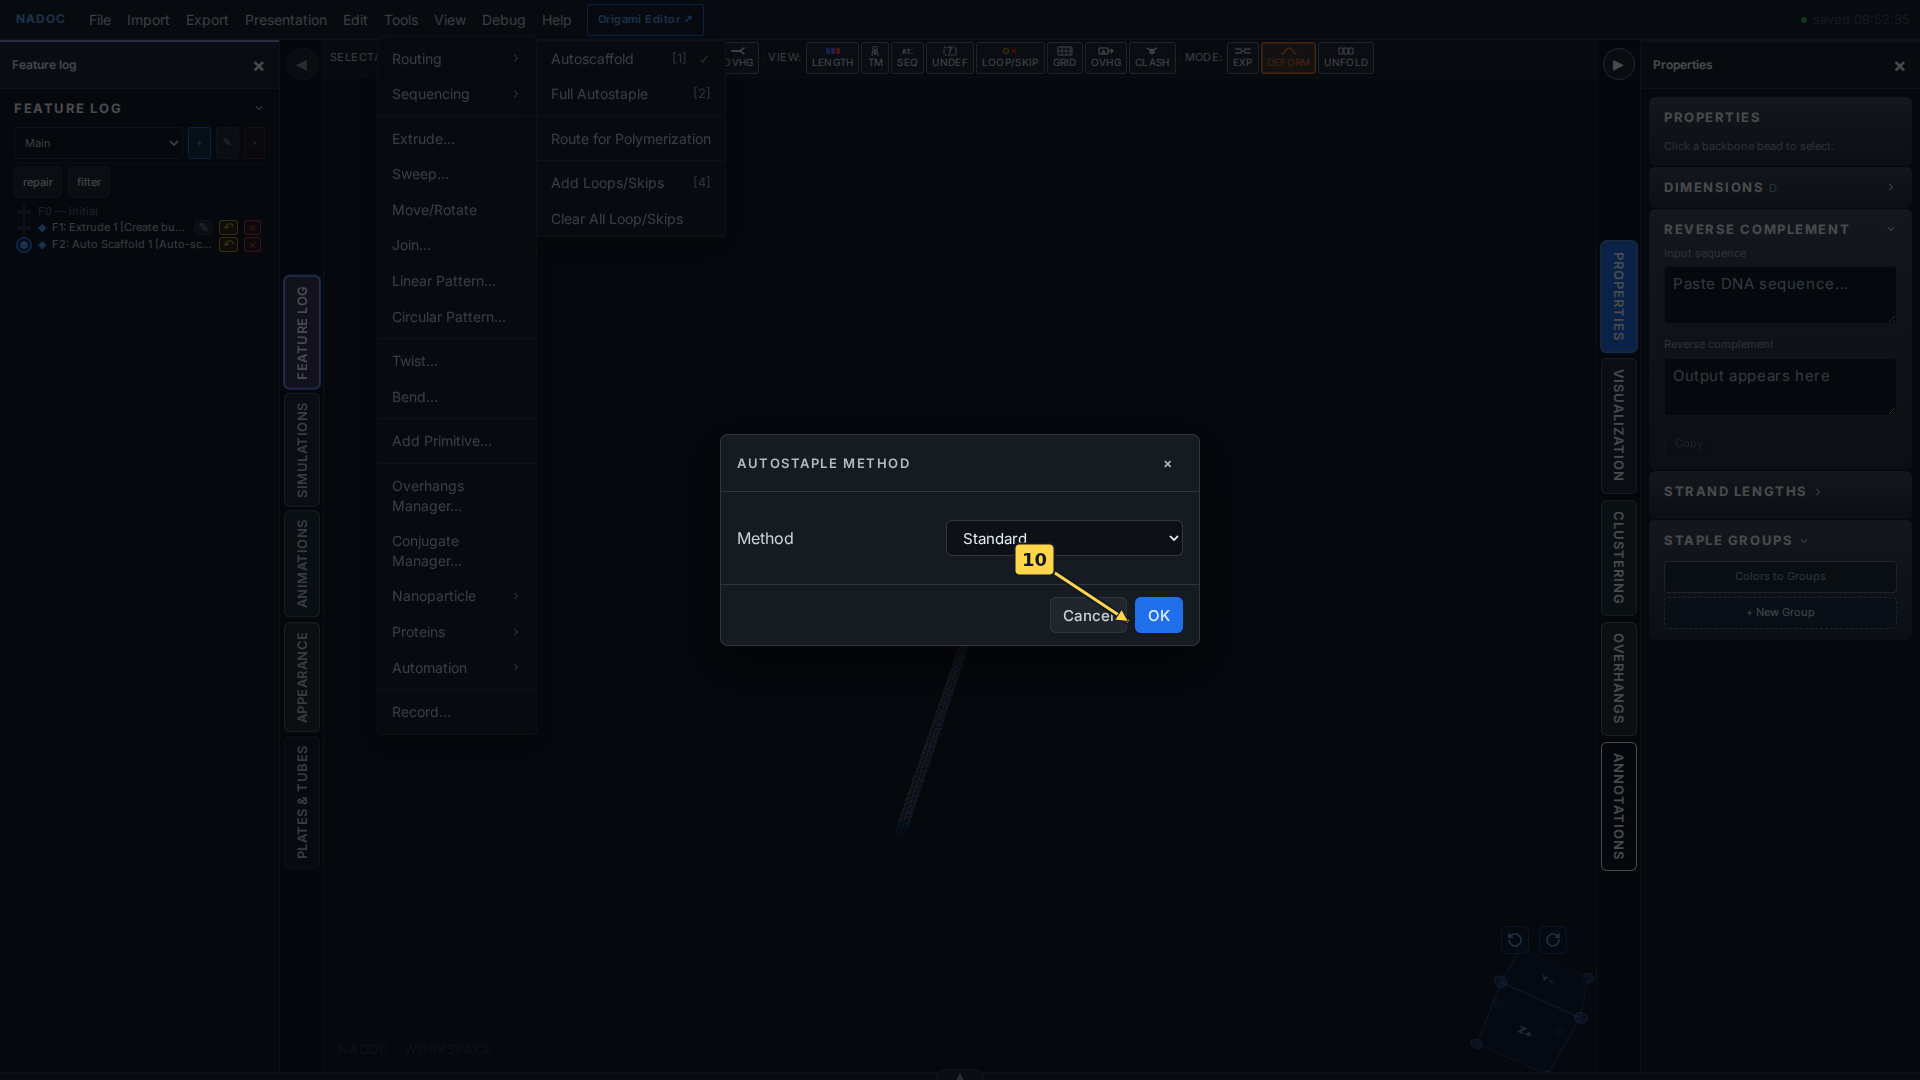 NADOC File Import Export Presentation Edit Tools View Debug Help Origami Editor ↗ saved 09:52:35
Feature log ×
FEATURE LOG
Main + ✎ ×
repair filter
F0 — initial
F1: Extrude 1 [Create bu...
F2: Auto Scaffold 1 [Auto-sc...
FEATURE LOG
SIMULATIONS
ANIMATIONS
APPEARANCE
PLATES & TUBES
VIEW: LENGTH TM SEQ UNDEF LOOP/SKIP GRID OVHG CLASH MODE: EXP DEFORM UNFOLD
Routing
Sequencing
Extrude...
Sweep...
Move/Rotate
Join...
Linear Pattern...
Circular Pattern...
Twist...
Bend...
Add Primitive...
Overhangs
Manager...
Conjugate
Manager...
Nanoparticle
Proteins
Automation
Record...
Autoscaffold [1] ✓
Full Autostaple [2]
Route for Polymerization
Add Loops/Skips [4]
Clear All Loop/Skips
AUTOSTAPLE METHOD ×
Method Standard
10
Cancel OK
NADOC WORKSPACE
Z+
PROPERTIES
VISUALIZATION
CLUSTERING
OVERHANGS
ANNOTATIONS
Properties ×
PROPERTIES
Click a backbone bead to select.
DIMENSIONS D
REVERSE COMPLEMENT
Input sequence
Paste DNA sequence...
Reverse complement
Output appears here
Copy
STRAND LENGTHS
STAPLE GROUPS
Colors to Groups
+ New Group